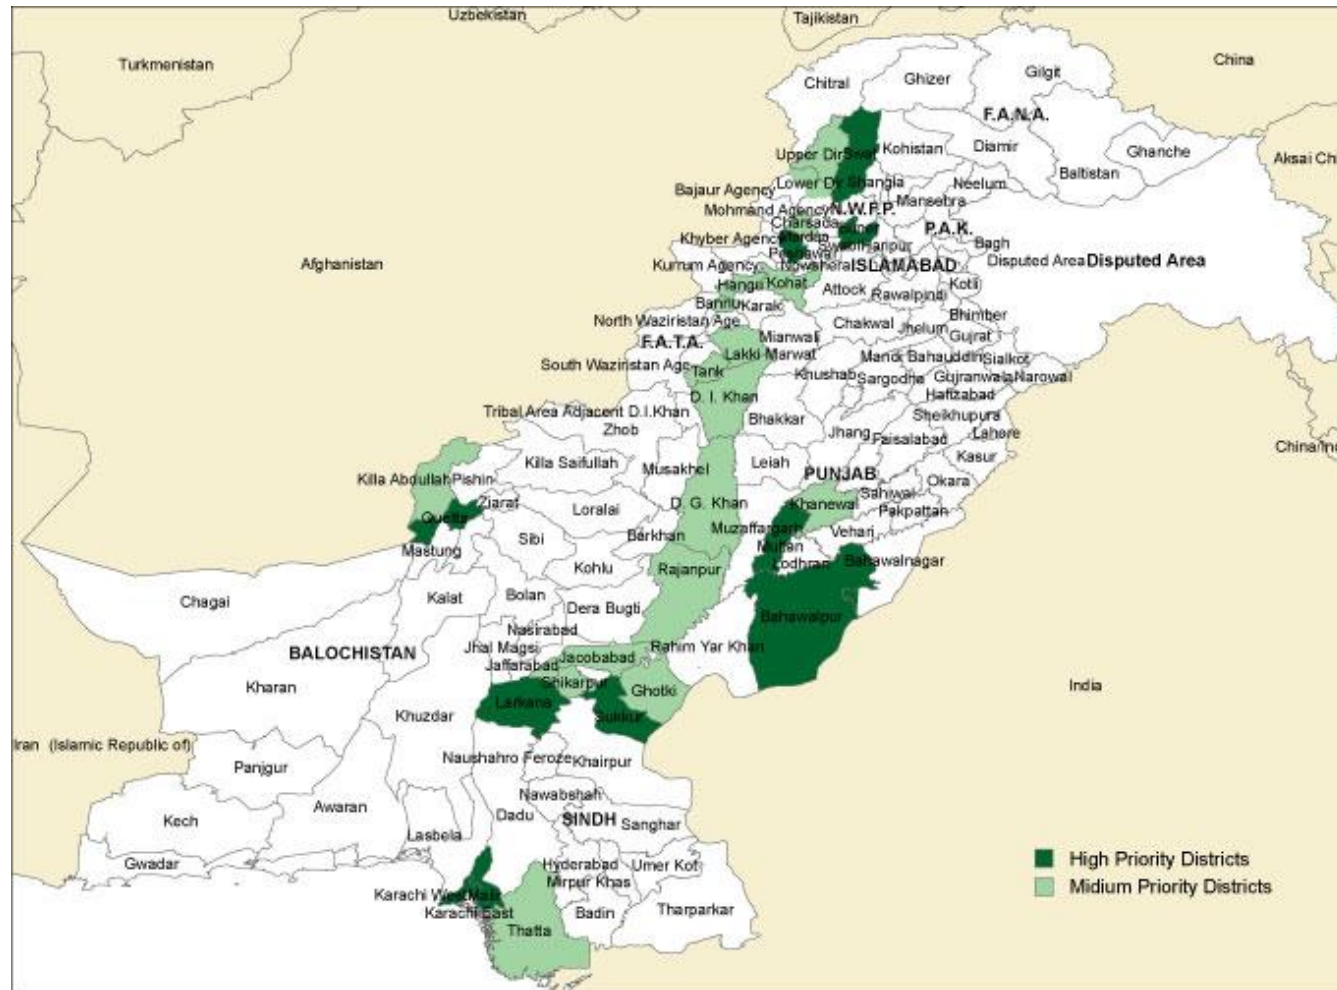 Uzbekistan
Tajikistan
Turkmenistan
China
Chitral
Ghizer
Gilgit
F.A.N.A.
Upper Dir
Swat
Kohistan
Diamir
Ghanche
Baltistan
Aksai Chi
Lower Dir
Shangla
Bajaur Agency
Neelum
Mansehra
Mohmand Agency
N.W.F.P.
Charsada
P.A.K.
Khyber Agency
Mardan
Peshawar
Swabi
Haripur
Bagh
Afghanistan
Kurrum Agency
Nowshera
ISLAMABAD
Disputed Area
Disputed Area
Hangu
Kohat
Attock
Rawalpindi
Kotli
Bannu
Karak
North Waziristan Age
Chakwal
Jhelum
Bhimber
Mianwali
Gujrat
F.A.T.A.
Lakki Marwat
Mandi Bahauddin
Sialkot
South Waziristan Age
Tank
Khushab
Sargodha
Gujranwala
Narowal
D. I. Khan
Hafizabad
Tribal Area Adjacent D.I.Khan
Bhakkar
Sheikhupura
Zhob
Jhang
Faisalabad
Lahore
China/Ind
Killa Saifullah
Musakhel
Leiah
PUNJAB
Kasur
Killa Abdullah
Pishin
Okara
Ziarat
Loralai
D. G. Khan
Khanewal
Sahiwal
Pakpattan
Quetta
Muzaffargarh
Vehari
Mastung
Sibi
Barkhan
Multan
Lodhran
Bahawalnagar
Kohlu
Rajanpur
Chagai
Kalat
Bolan
Dera Bugti
Bahawalpur
Nasirabad
BALOCHISTAN
Jhal Magsi
Rahim Yar Khan
Jaffarabad
Jacobabad
Kharan
Shikarpur
Ghotki
India
Larkana
Khuzdar
Sukkur
Iran  (Islamic Republic of)
Panjgur
Naushahro Feroze
Khairpur
Nawabshah
Kech
Awaran
Dadu
SINDH
Sanghar
Lasbela
Gwadar
Hyderabad
Umer Kot
High Priority Districts
Mirpur Khas
Midium Priority Districts
Karachi West
Malir
Karachi East
Badin
Tharparkar
Thatta